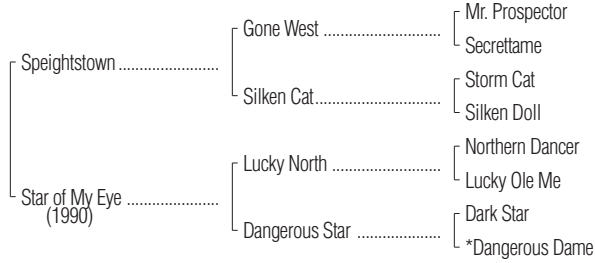 Mr. Prospector
Gone West ..............................
Secrettame
Speightstown .........................
Storm Cat
Silken Cat................................
Silken Doll
Northern Dancer
Lucky North ............................
Lucky Ole Me
Star of My Eye .......................
(1990)
Dark Star
Dangerous Star .....................
*Dangerous Dame